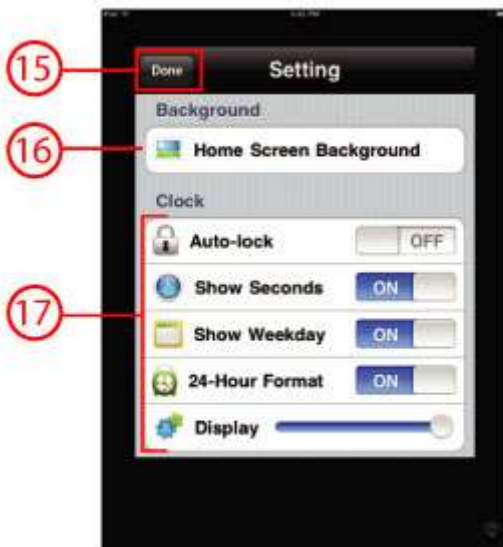 15
Done
Setting
Background
16
Home Screen Background
Clock
Auto-lock
OFF
Show Seconds
ON
17
Show Weekday
ON
24-Hour Format
ON
Display